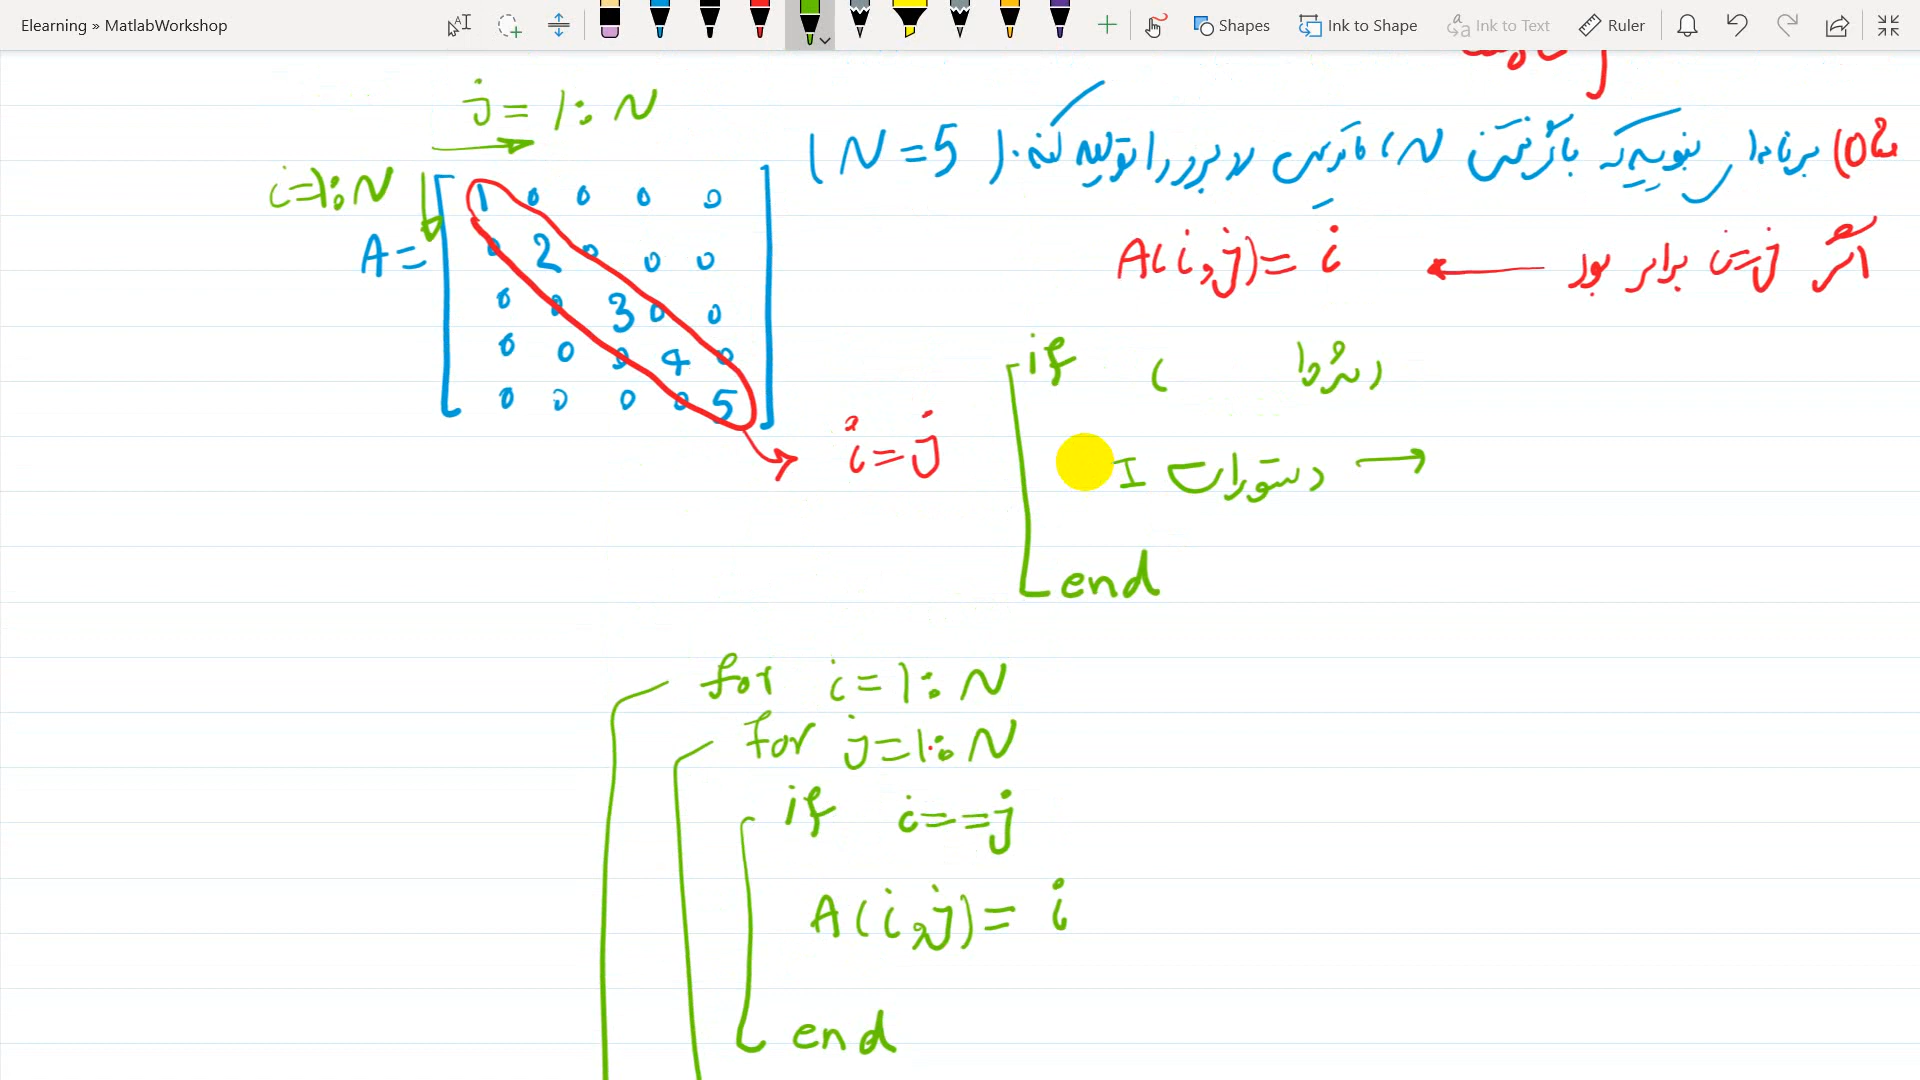 Elearning » MatlabWorkshop
Shapes Ink to Shape Ink to Text Ruler
j = 1:N
مثال) برنامه‌ای بنویسید که با گرفتن N، ماتریس زیر را تولید کند. (N=5)
i=1:N
A =
1 0 0 0 0
0 2 0 0 0
0 0 3 0 0
0 0 0 4 0
0 0 0 0 5
i=j
اگر i=j برابر بود ← A(i,j)= i
if (شرط)
دستورات I →
end
for i=1:N
for j=1:N
if i==j
A(i,j)= i
end